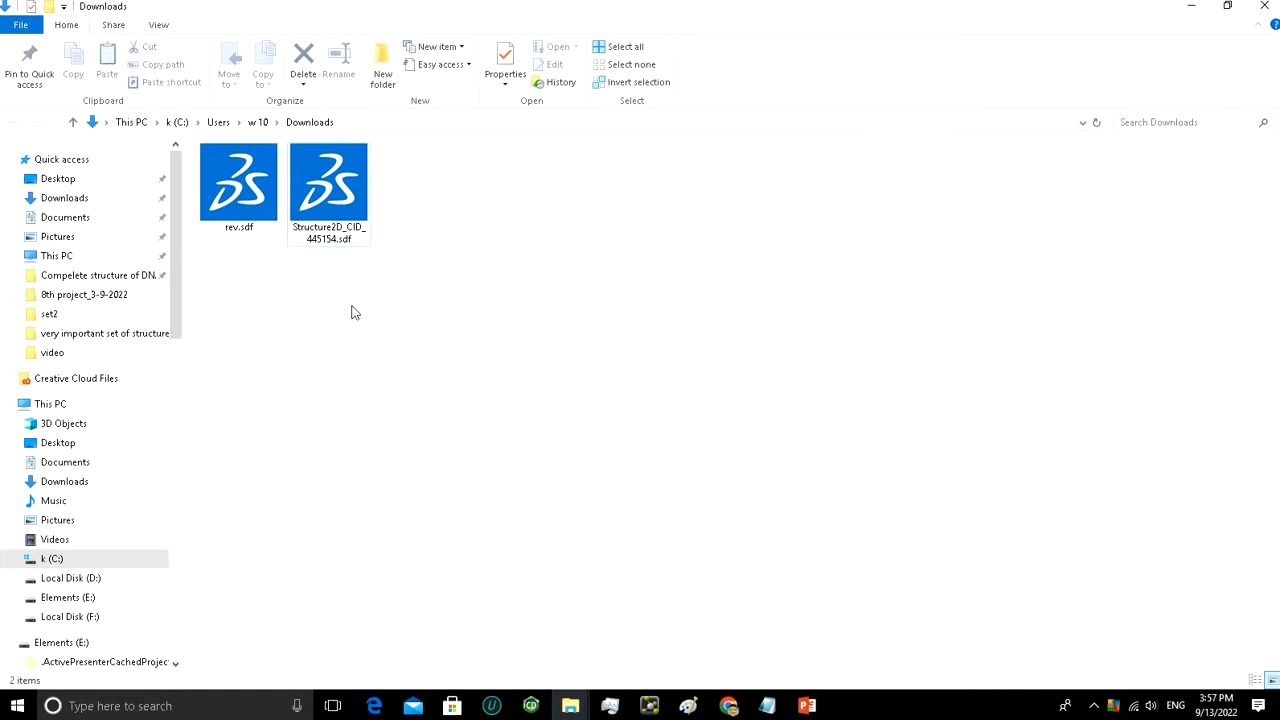 Downloads
File
Home
Share
View
Pin to Quick access
Copy
Paste
Cut
Copy path
Paste shortcut
Move to
Copy to
Delete
Rename
New folder
New item
Easy access
Properties
Open
Edit
History
Select all
Select none
Invert selection
Clipboard
Organize
New
Open
Select
This PC
k (C:)
Users
w 10
Downloads
Search Downloads
Quick access
Desktop
Downloads
Documents
Pictures
This PC
Compelete structure of DN.
8th project_3-9-2022
set2
very important set of structure
video
Creative Cloud Files
This PC
3D Objects
Desktop
Documents
Downloads
Music
Pictures
Videos
k (C:)
Local Disk (D:)
Elements (E:)
Local Disk (F:)
Elements (E:)
.ActivePresenterCachedProjec
rev.sdf
Structure2D_CID_
445154.sdf
2 items
Type here to search
ENG
3:57 PM
9/13/2022